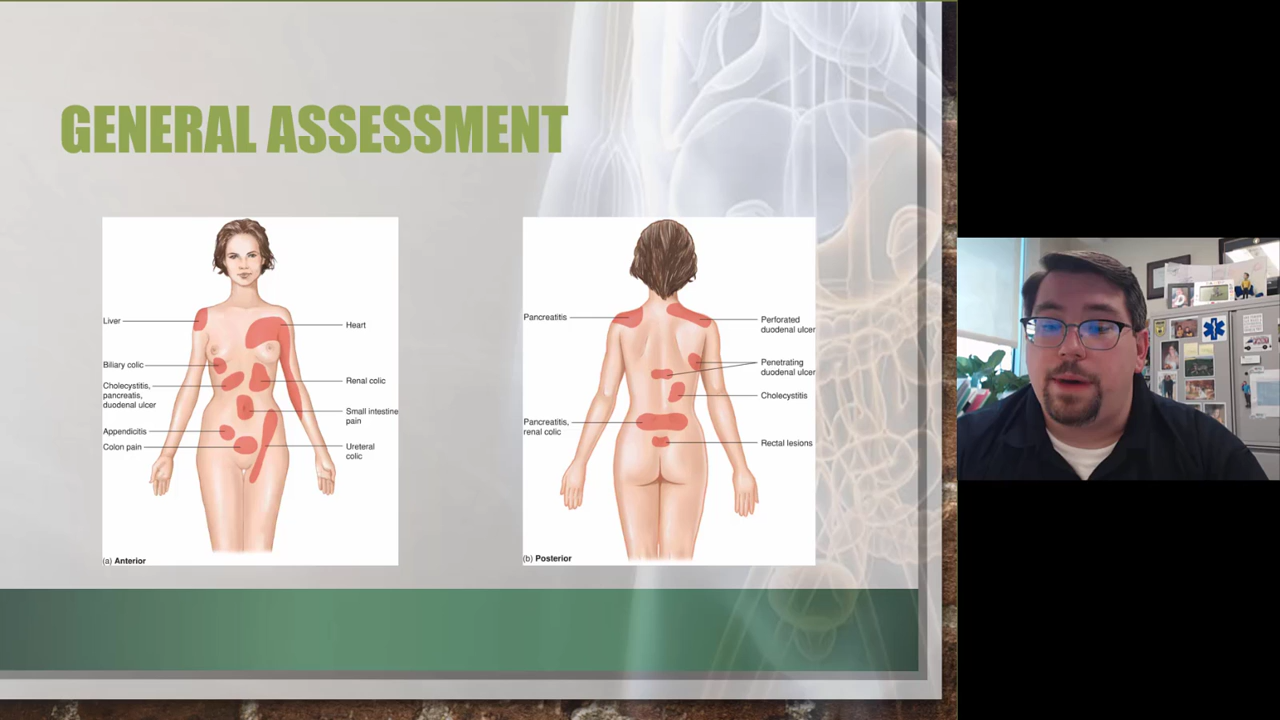 GENERAL ASSESSMENT
Liver
Heart
Biliary colic
Renal colic
Cholecystitis,
pancreatis,
duodenal ulcer
Small intestine
pain
Appendicitis
Colon pain
Ureteral
colic
(a) Anterior
Pancreatitis
Perforated
duodenal ulcer
Penetrating
duodenal ulcer
Cholecystitis
Pancreatitis,
renal colic
Rectal lesions
(b) Posterior